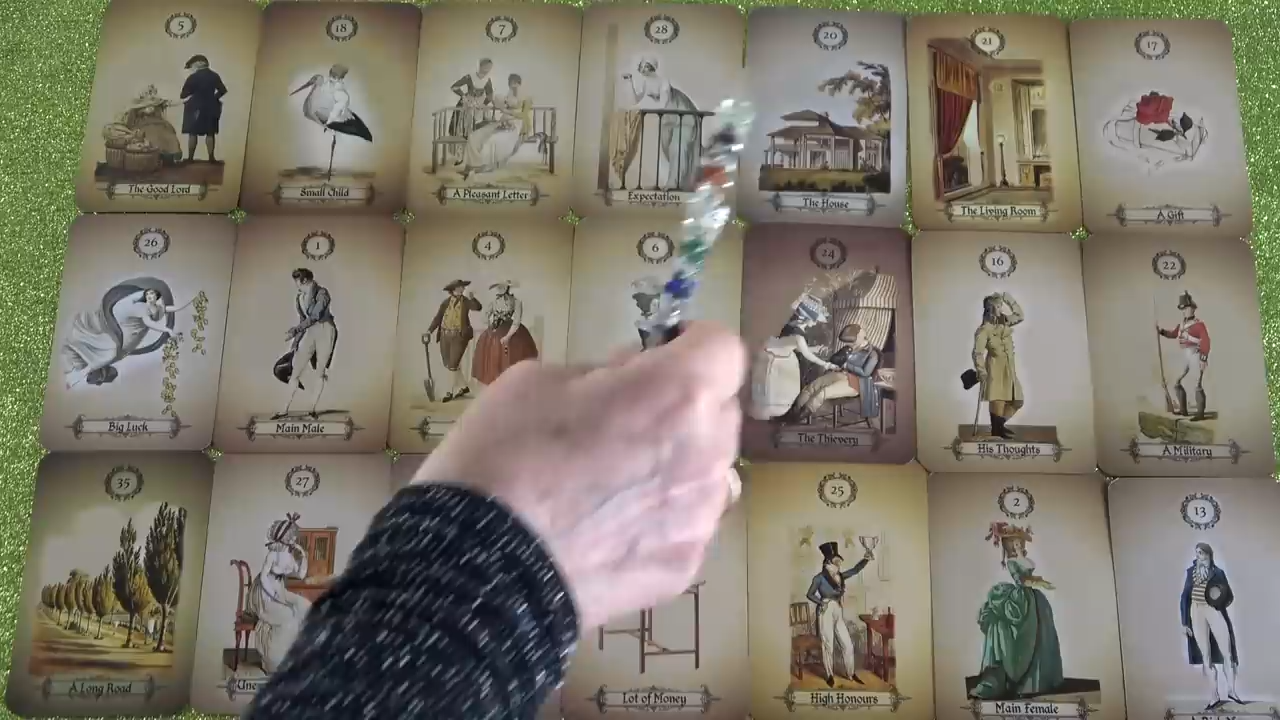 5
The Good Lord
18
Small Child
7
A Pleasant Letter
28
Expectation
20
The House
21
The Living Room
17
A Gift
26
Big Luck
1
Main Male
4
6
24
The Thievery
16
His Thoughts
22
A Military
35
A Long Road
27
Une
Lot of Money
25
High Honours
2
Main Female
13